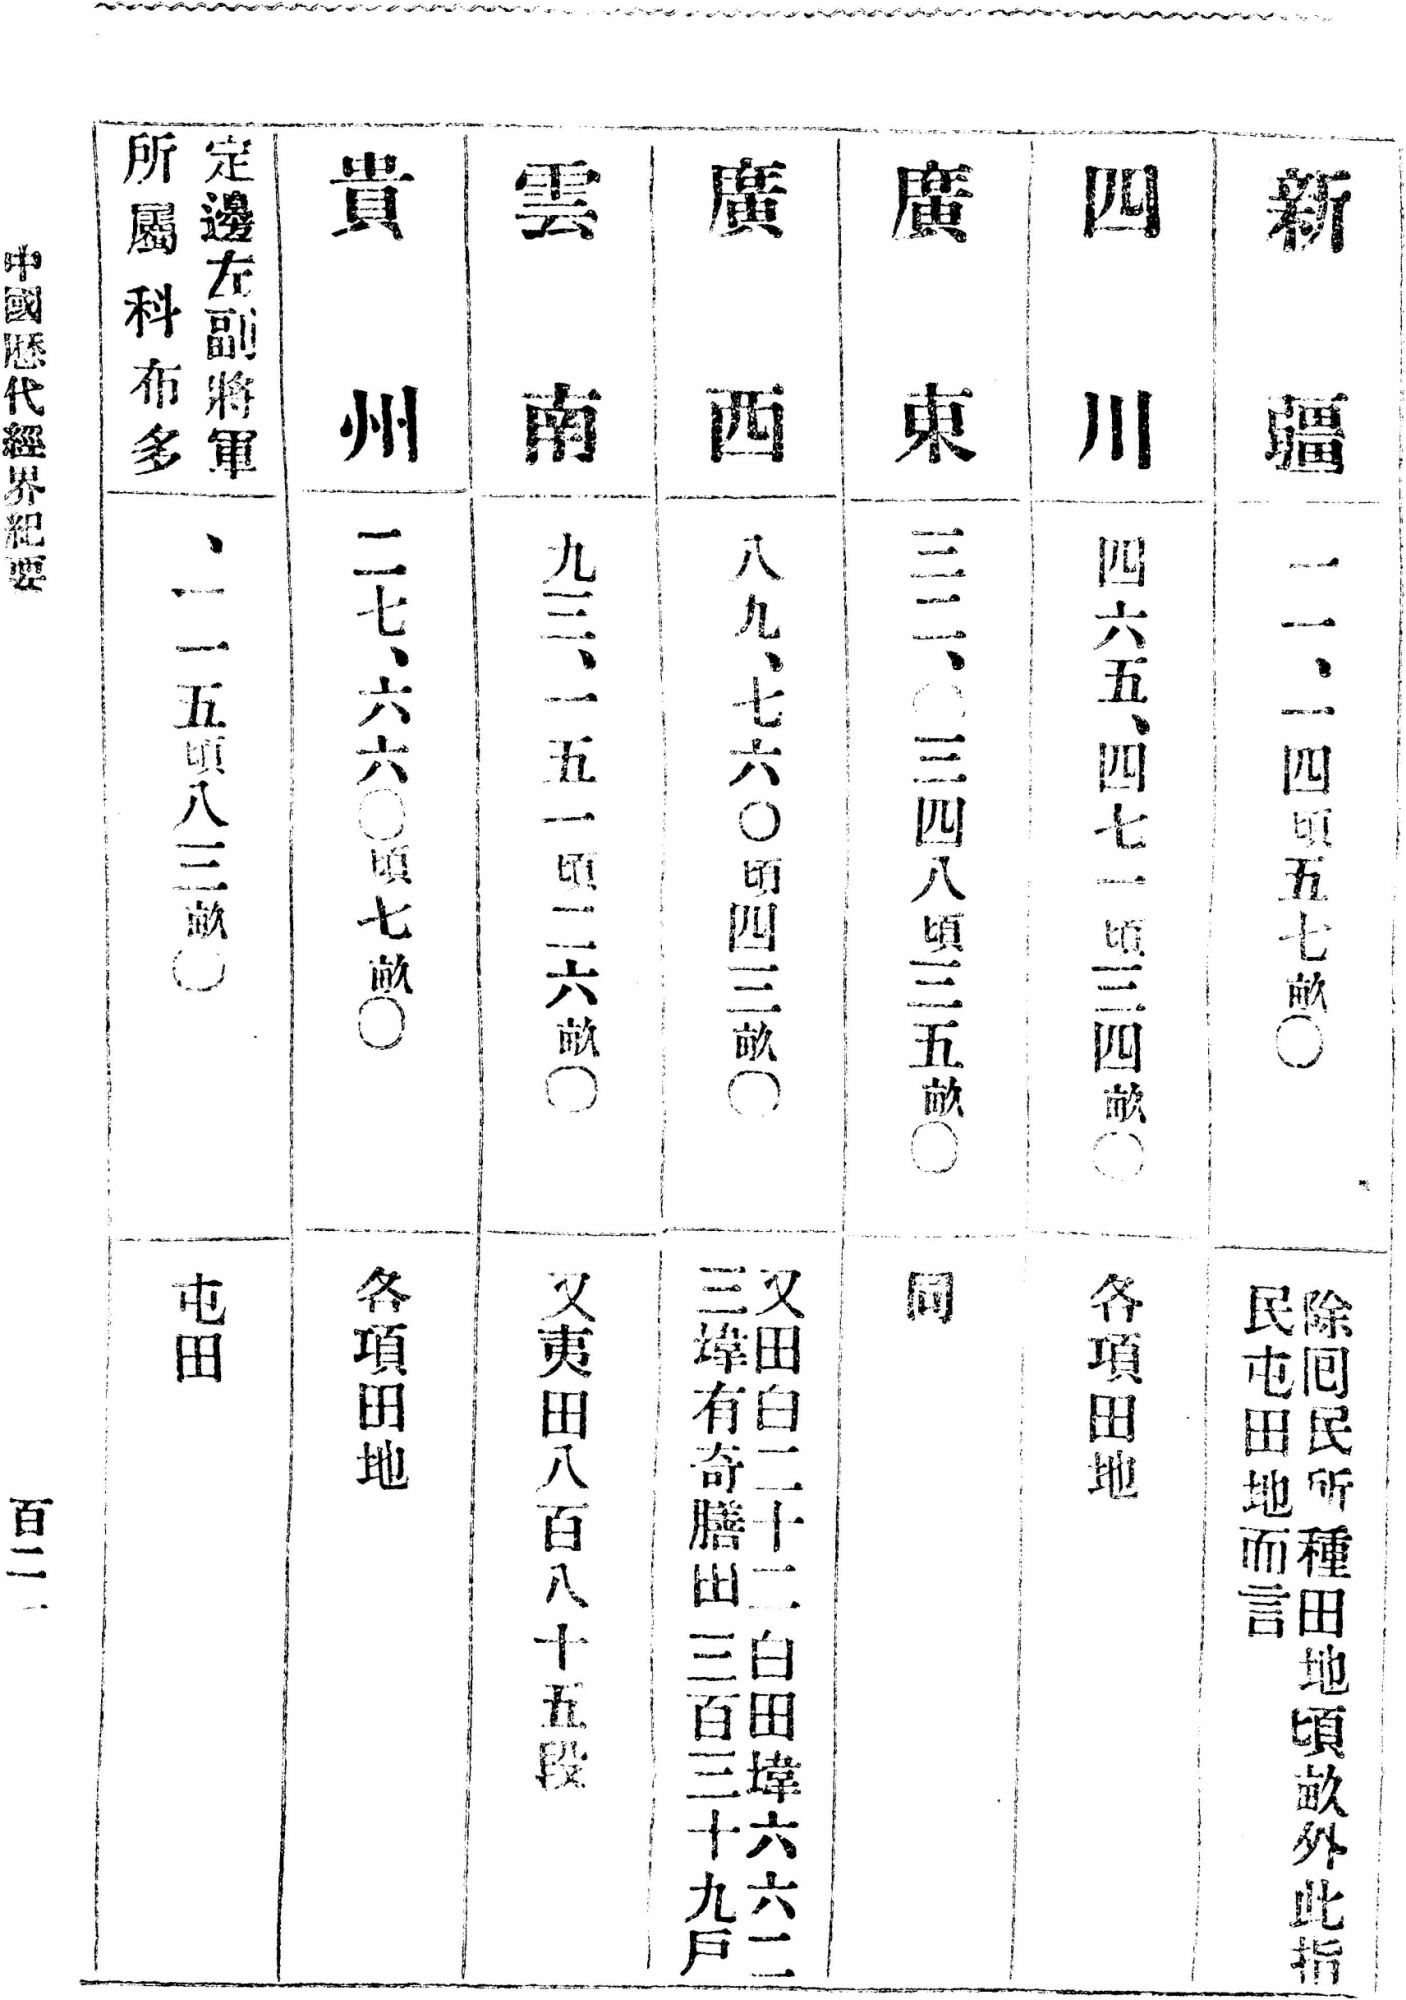 新疆
一一、一四頃五七畝〇
除囘民所種田地頃畝外此指
民屯田地而言
四川
四六五、四七一頃三四畝〇
各項田地
廣東
三二、〇三四八頃三五畝〇
同
廣西
八九、七六〇頃四三畝〇
又田白二十二白田㙔六六二
三㙔有奇膳出三百三十九戶
雲南
九三、一五一頃二六畝〇
又夷田八百八十五段
貴州
二七、六六〇頃七畝〇
各項田地
定邊左副將軍
所屬科布多
、一一五頃八三畝〇
屯田
中國歷代經界紀要
百二一